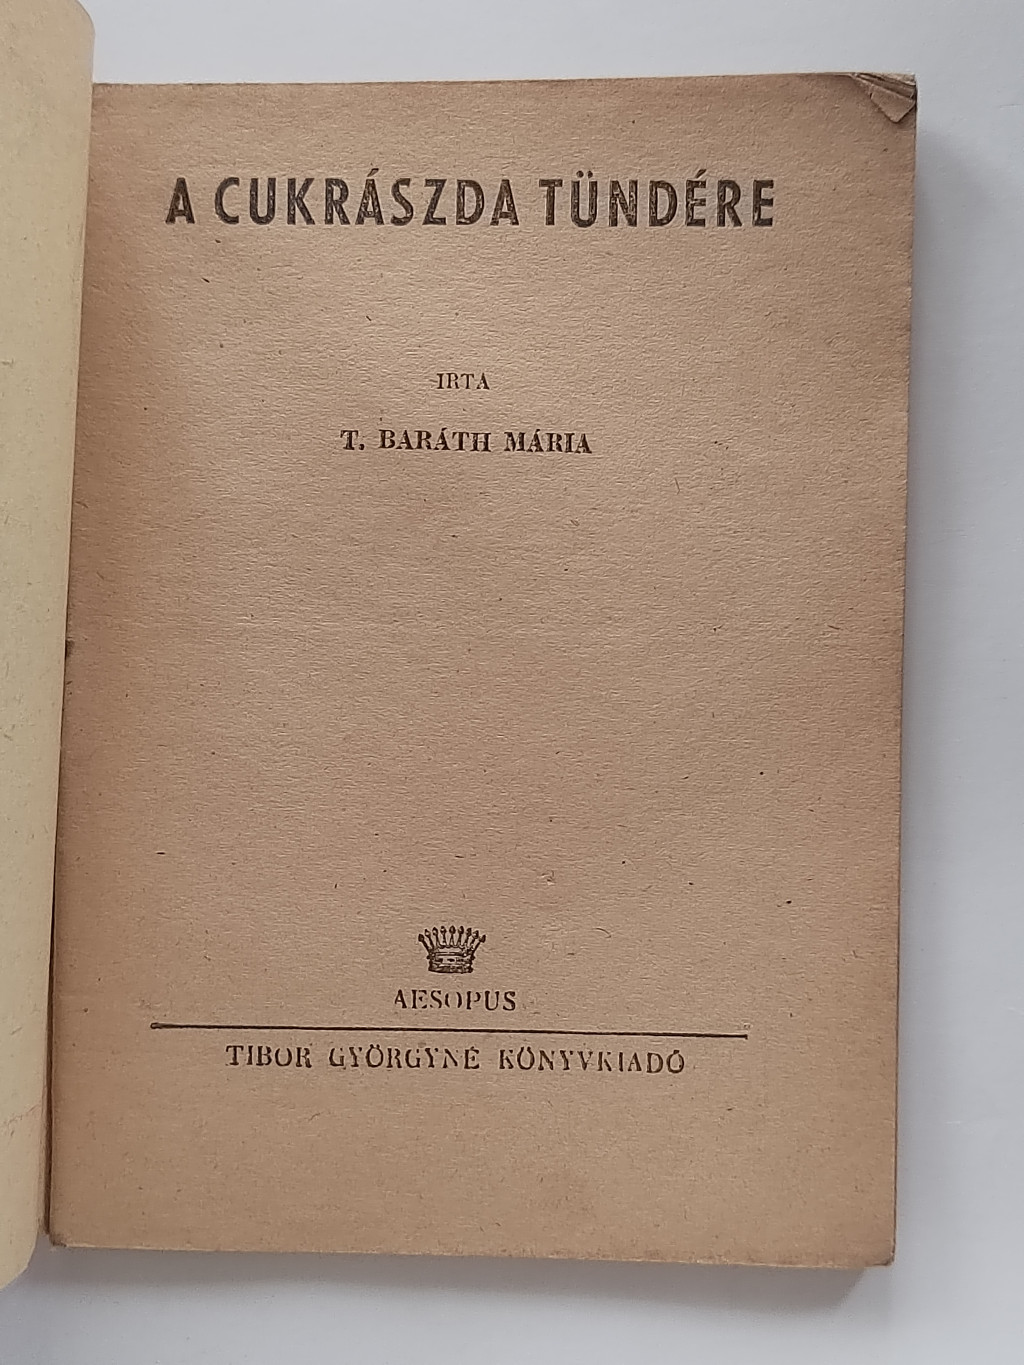 A CUKRÁSZDA TÜNDÉRE
IRTA
T. BARÁTH MÁRIA
AESOPUS
TIBOR GYÖRGYNÉ KÖNYVKIADÓ